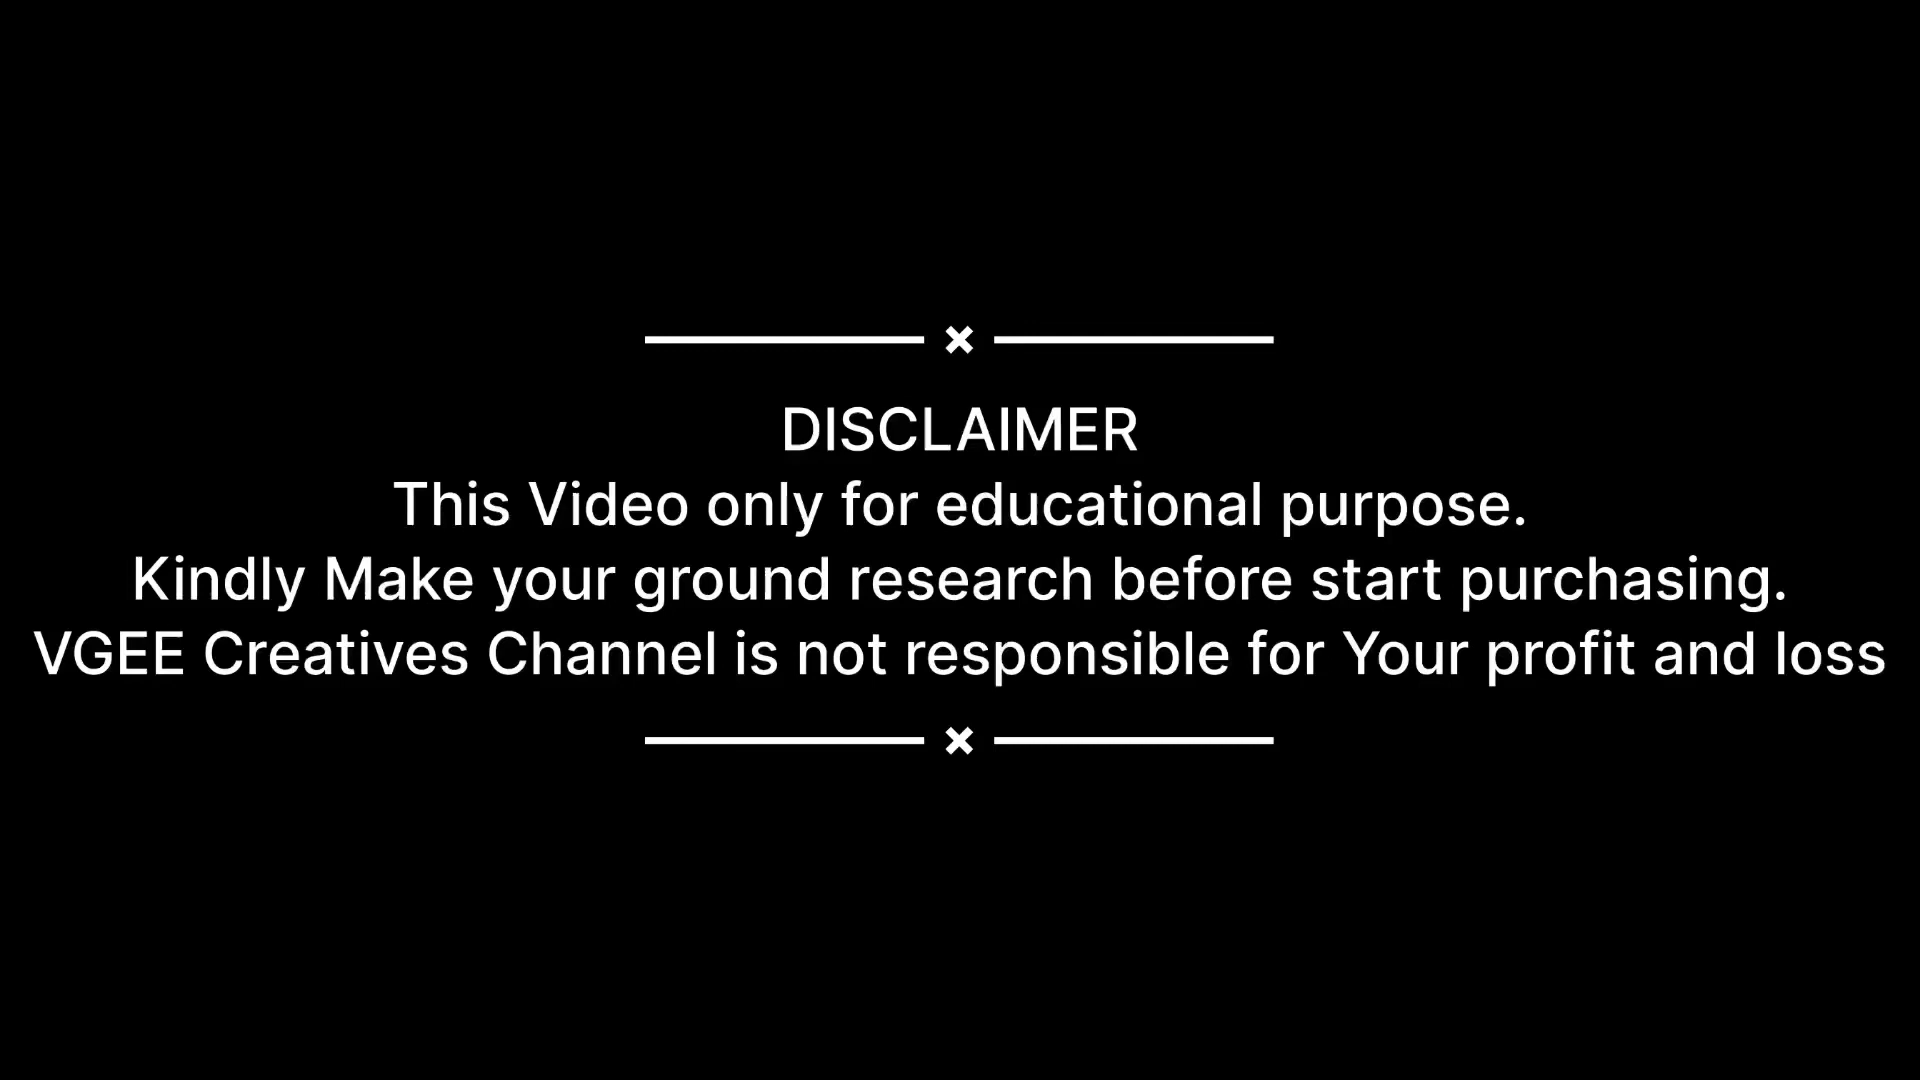 DISCLAIMER
This Video only for educational purpose.
Kindly Make your ground research before start purchasing.
VGEE Creatives Channel is not responsible for Your profit and loss